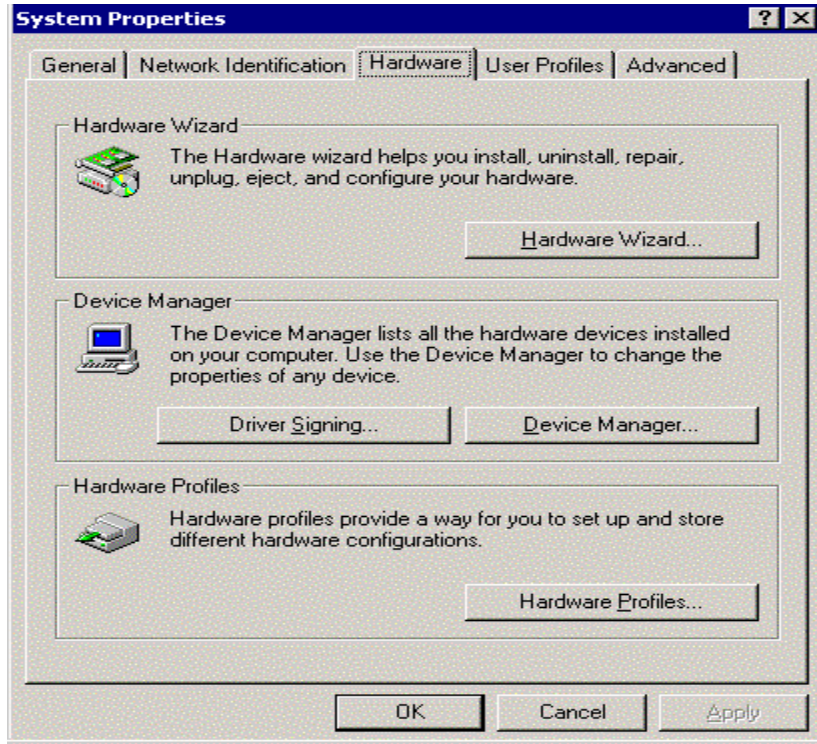 System Properties
General
Network Identification
Hardware
User Profiles
Advanced
Hardware Wizard
The Hardware wizard helps you install, uninstall, repair,
unplug, eject, and configure your hardware.
Hardware Wizard...
Device Manager
The Device Manager lists all the hardware devices installed
on your computer. Use the Device Manager to change the
properties of any device.
Driver Signing...
Device Manager...
Hardware Profiles
Hardware profiles provide a way for you to set up and store
different hardware configurations.
Hardware Profiles...
OK
Cancel
Apply